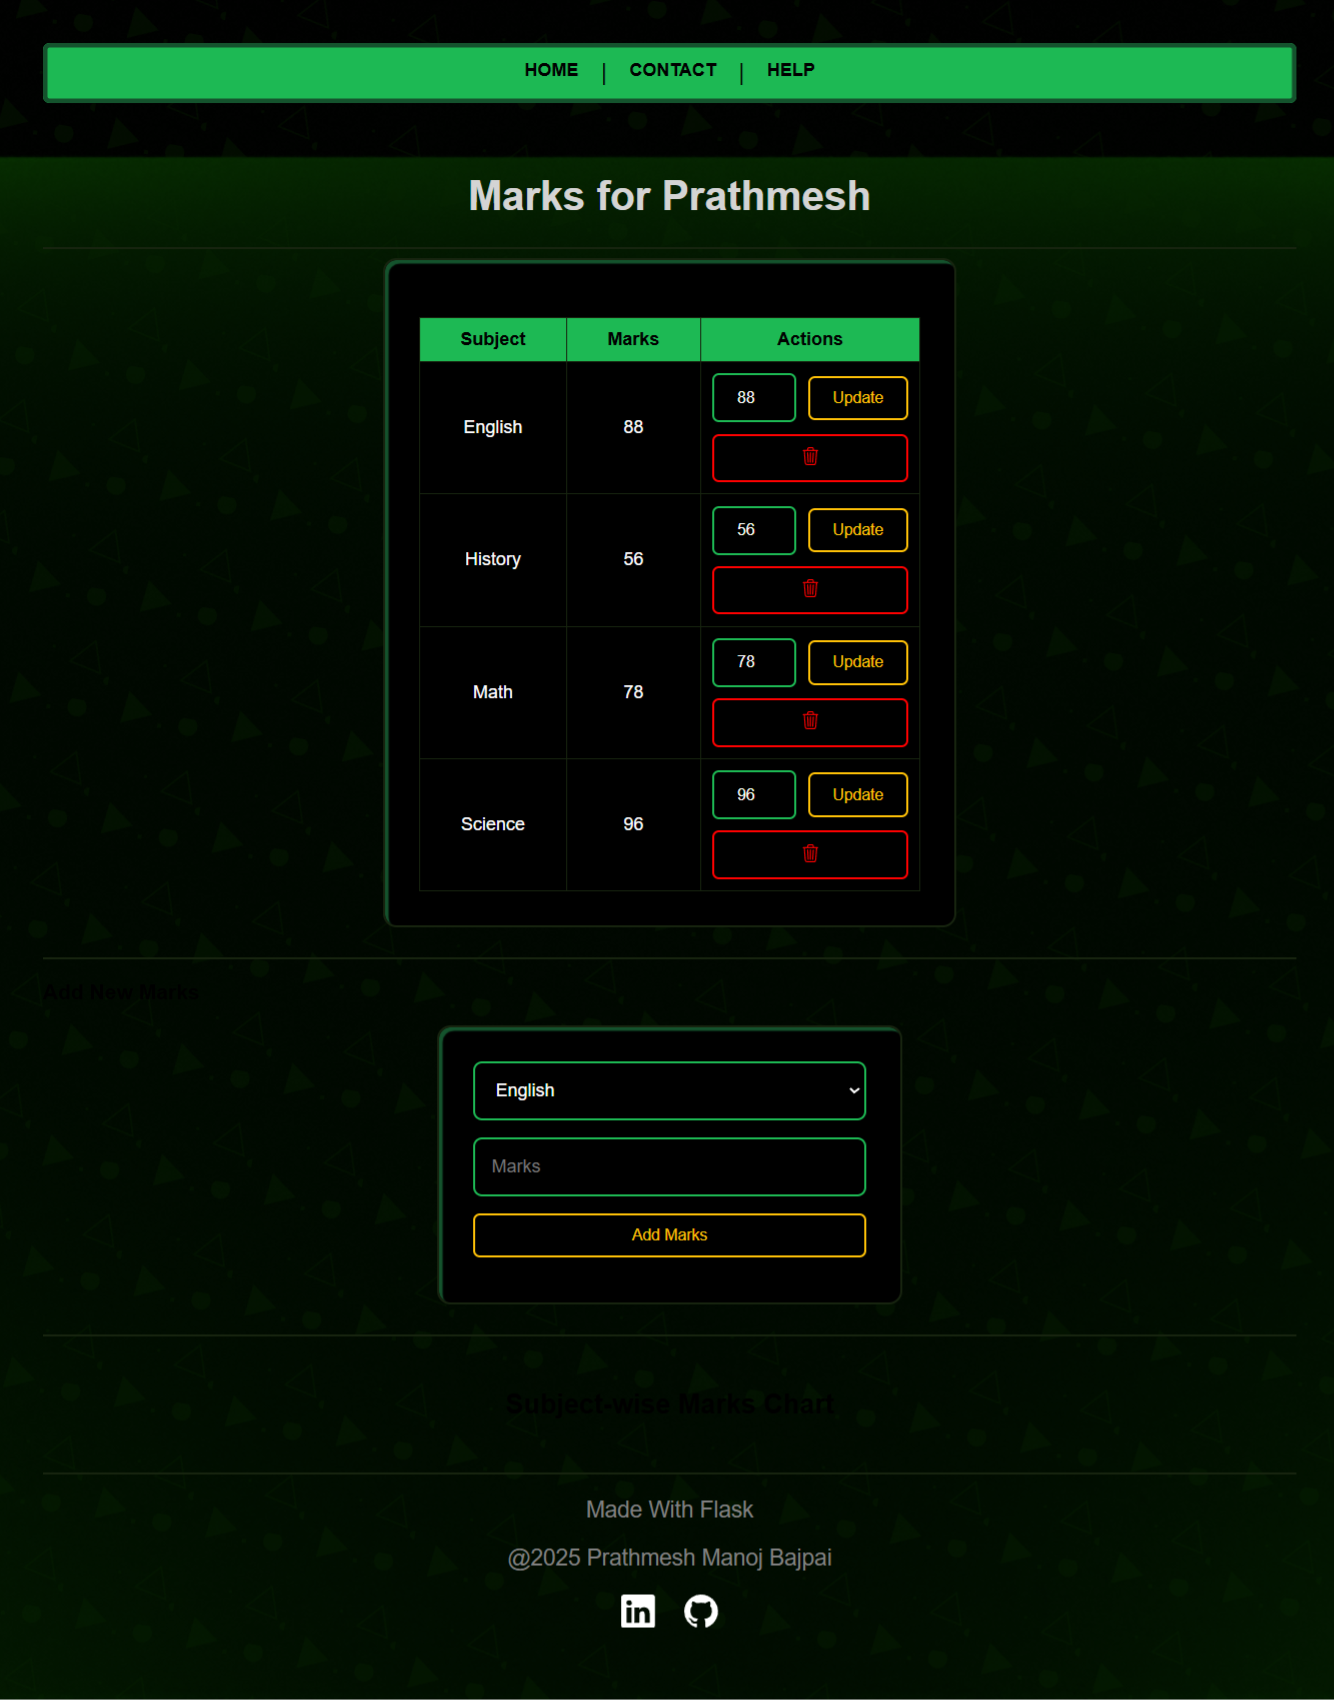 HOME | CONTACT | HELP
Marks for Prathmesh
Subject Marks Actions
88 Update
English 88
56 Update
History 56
78 Update
Math 78
96 Update
Science 96
Add New Marks
English
Marks
Add Marks
Subject-wise Marks Chart
Made With Flask
@2025 Prathmesh Manoj Bajpai
in